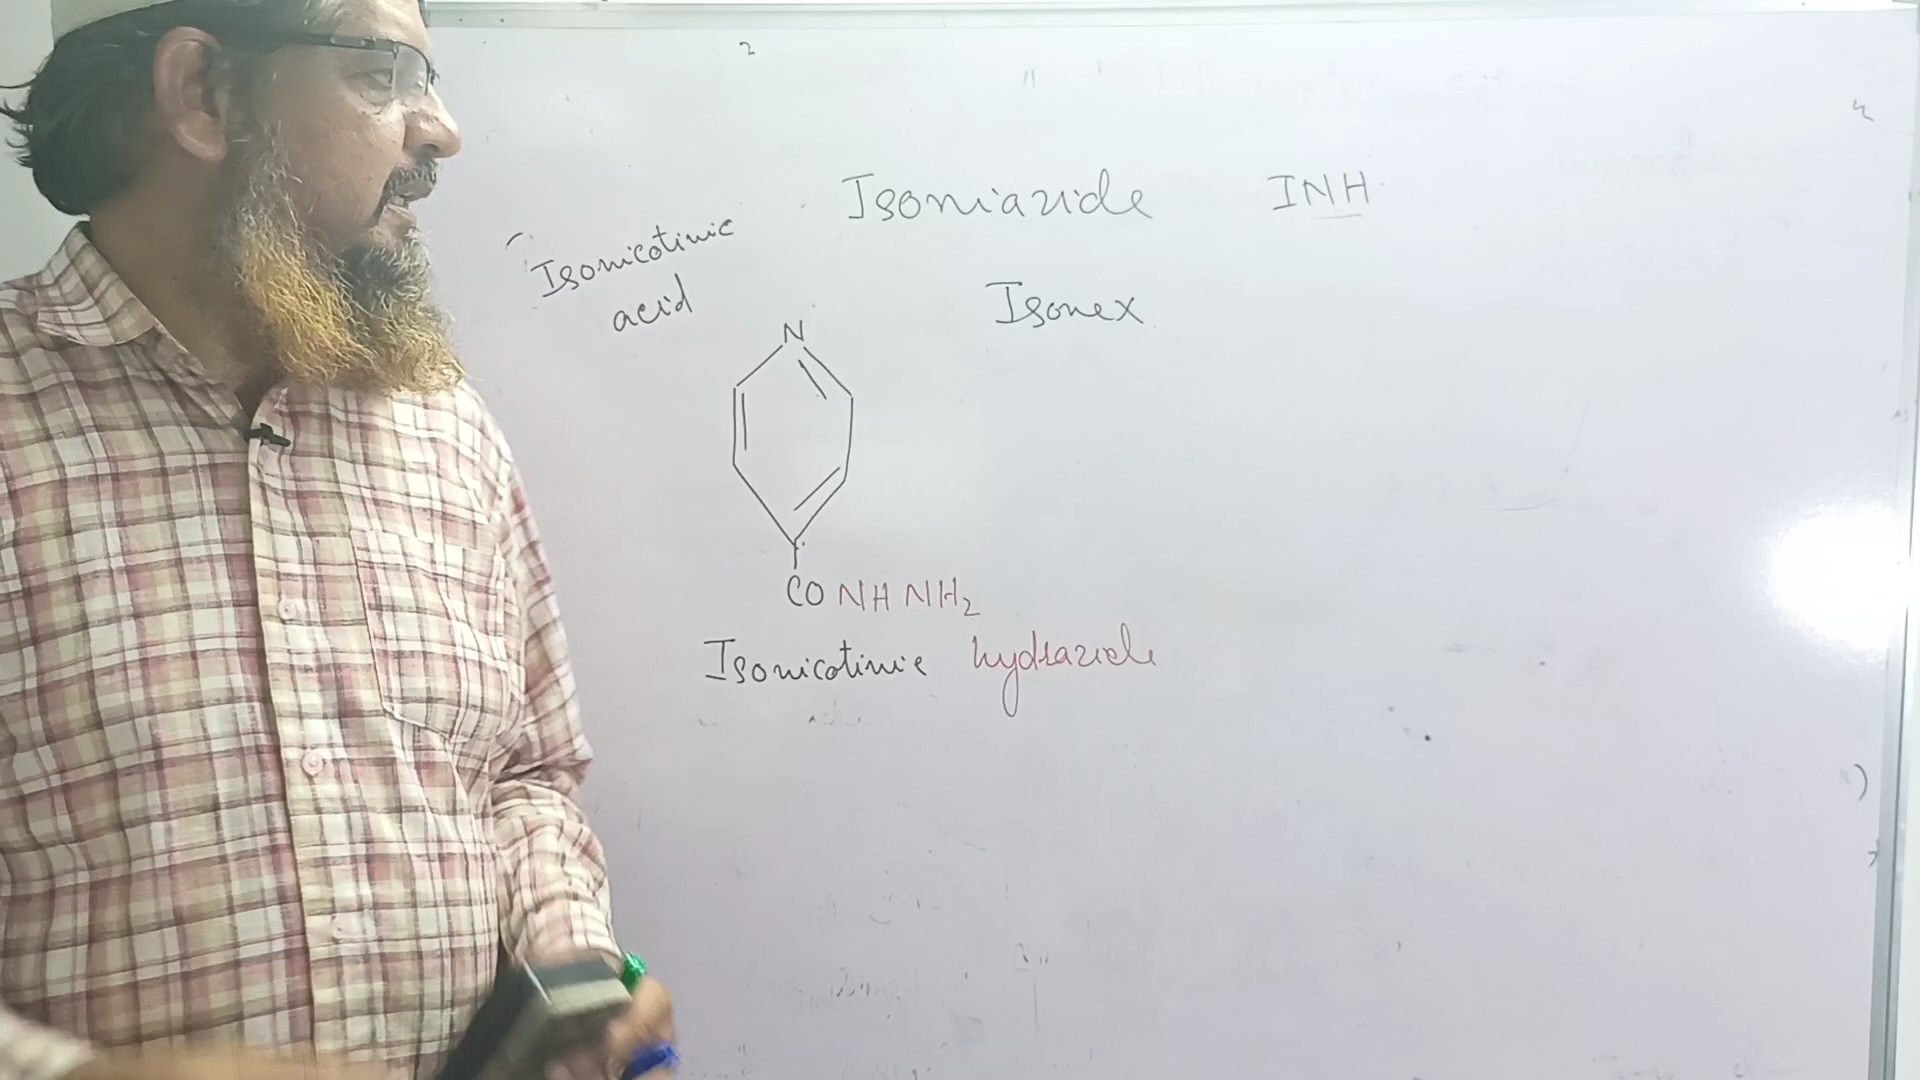 Isoniazide INH
Isonicotinic
acid
Isonex
N
CO NH NH₂
Isonicotinic hydrazide